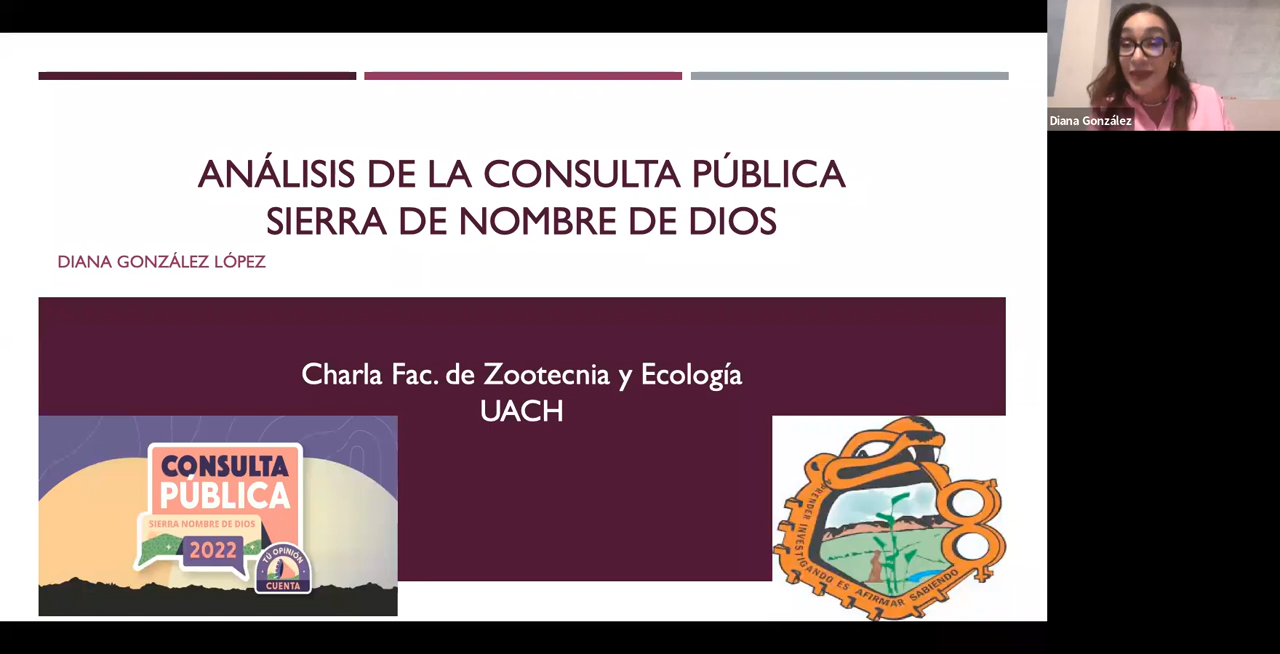 ANÁLISIS DE LA CONSULTA PÚBLICA
SIERRA DE NOMBRE DE DIOS
DIANA GONZÁLEZ LÓPEZ
Charla Fac. de Zootecnia y Ecología
UACH
CONSULTA
PÚBLICA
SIERRA NOMBRE DE DIOS
2022
TÚ OPINIÓN
CUENTA
APRENDER INVESTIGANDO ES AFIRMAR SABIENDO
Diana González